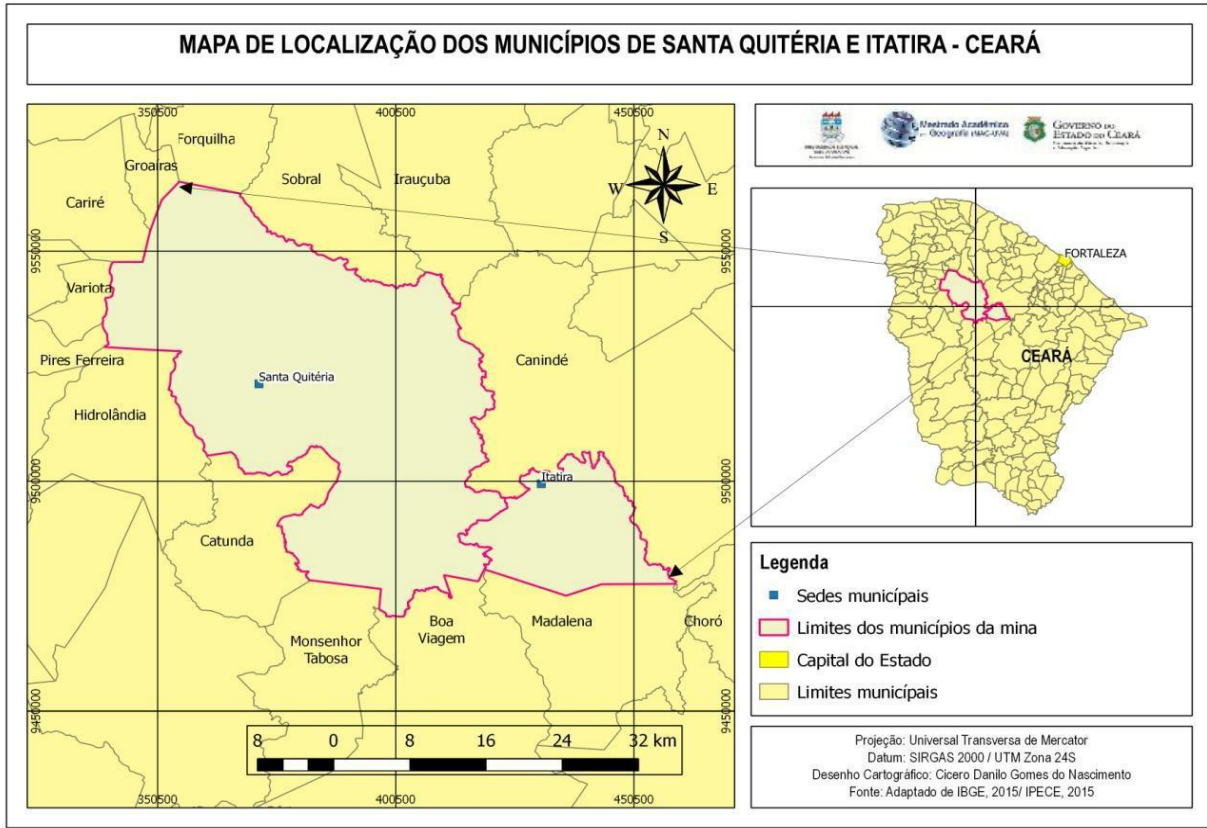 MAPA DE LOCALIZAÇÃO DOS MUNICÍPIOS DE SANTA QUITÉRIA E ITATIRA - CEARÁ
350500
400500
450500
Forquilha
Groairas
Sobral
Irauçuba
Cariré
N
W
E
S
9550000
9550000
Variota
Pires Ferreira
Canindé
Santa Quitéria
Hidrolândia
9500000
9500000
Itatira
Catunda
Monsenhor
Tabosa
Boa
Viagem
Madalena
Choró
9450000
9450000
8 0 8 16 24 32 km
350500
400500
450500
Mestrado Acadêmico
GOVERNO DO
ESTADO DO CEARÁ
FORTALEZA
CEARÁ
Legenda
Sedes municípais
Limites dos municípios da mina
Capital do Estado
Limites municípais
Projeção: Universal Transversa de Mercator
Datum: SIRGAS 2000 / UTM Zona 24S
Desenho Cartográfico: Cicero Danilo Gomes do Nascimento
Fonte: Adaptado de IBGE, 2015/ IPECE, 2015